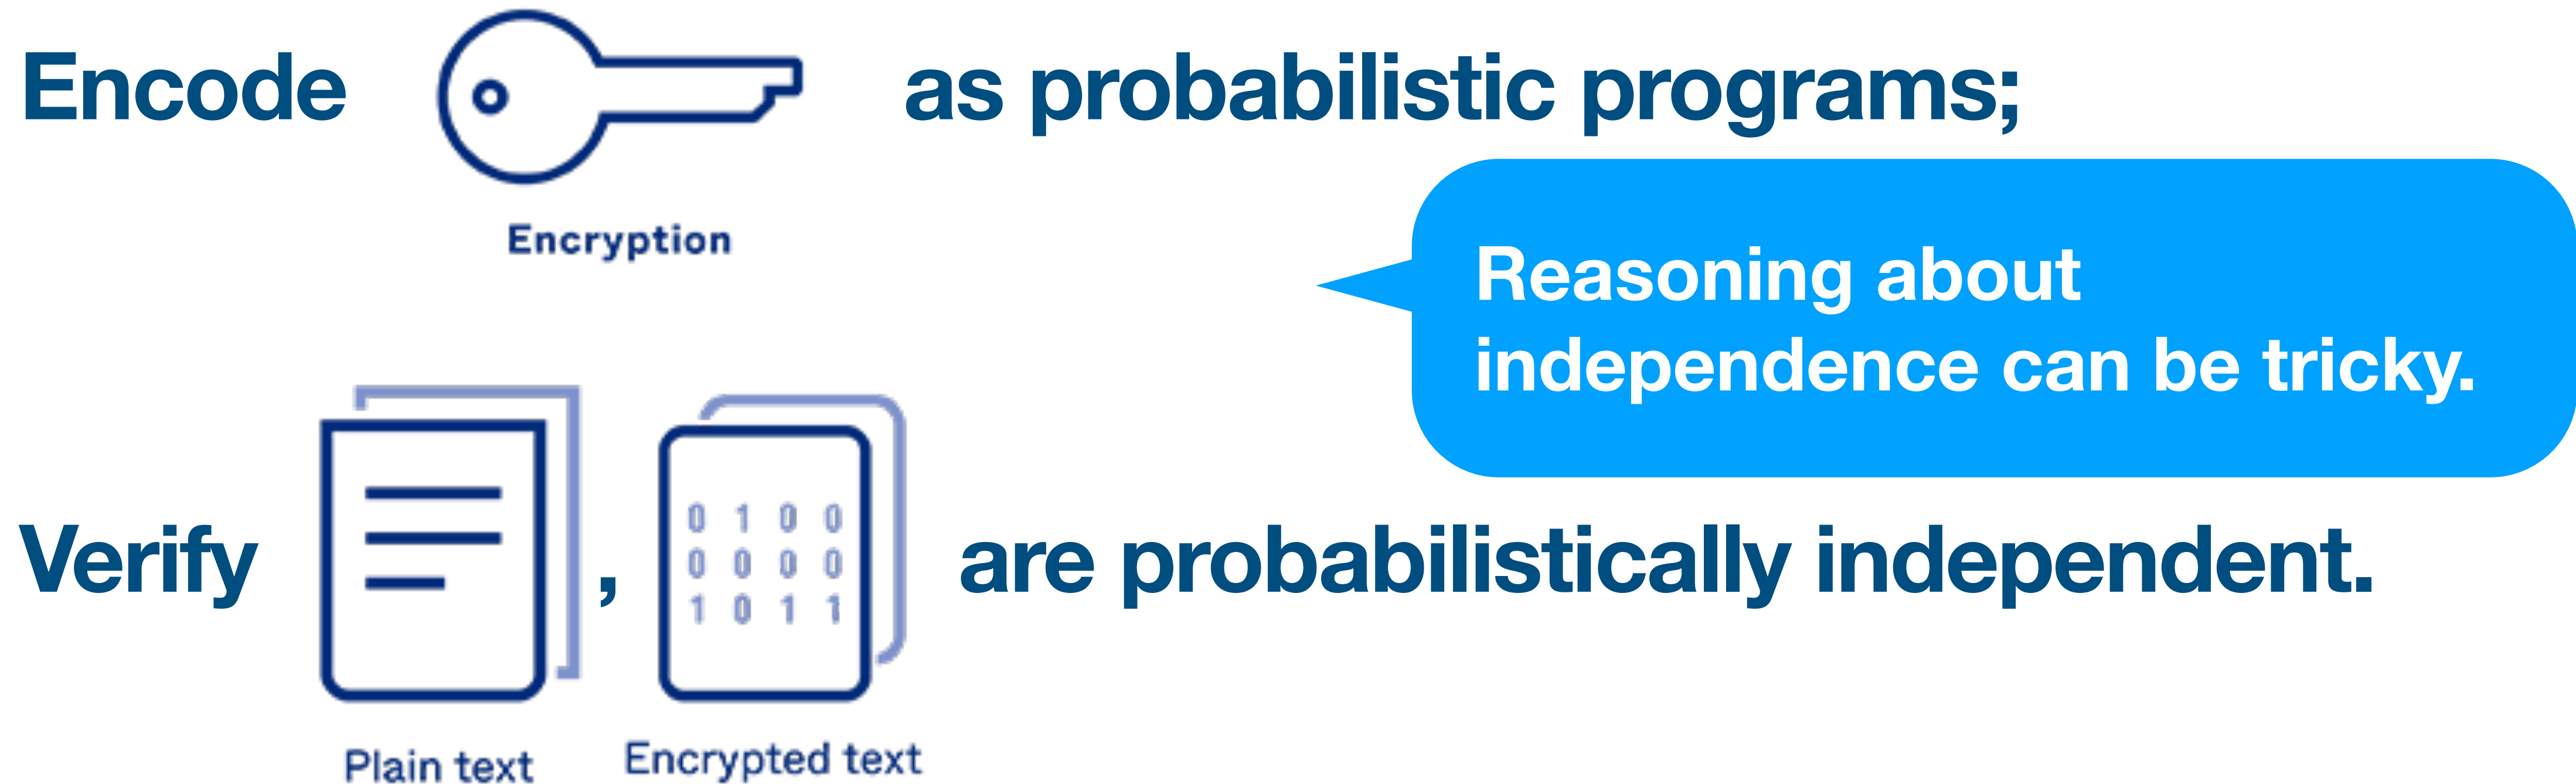 Encode as probabilistic programs;
Encryption
Reasoning about
independence can be tricky.
Verify , are probabilistically independent.
0 1 0 0
0 0 0 0
1 0 1 1
Plain text Encrypted text